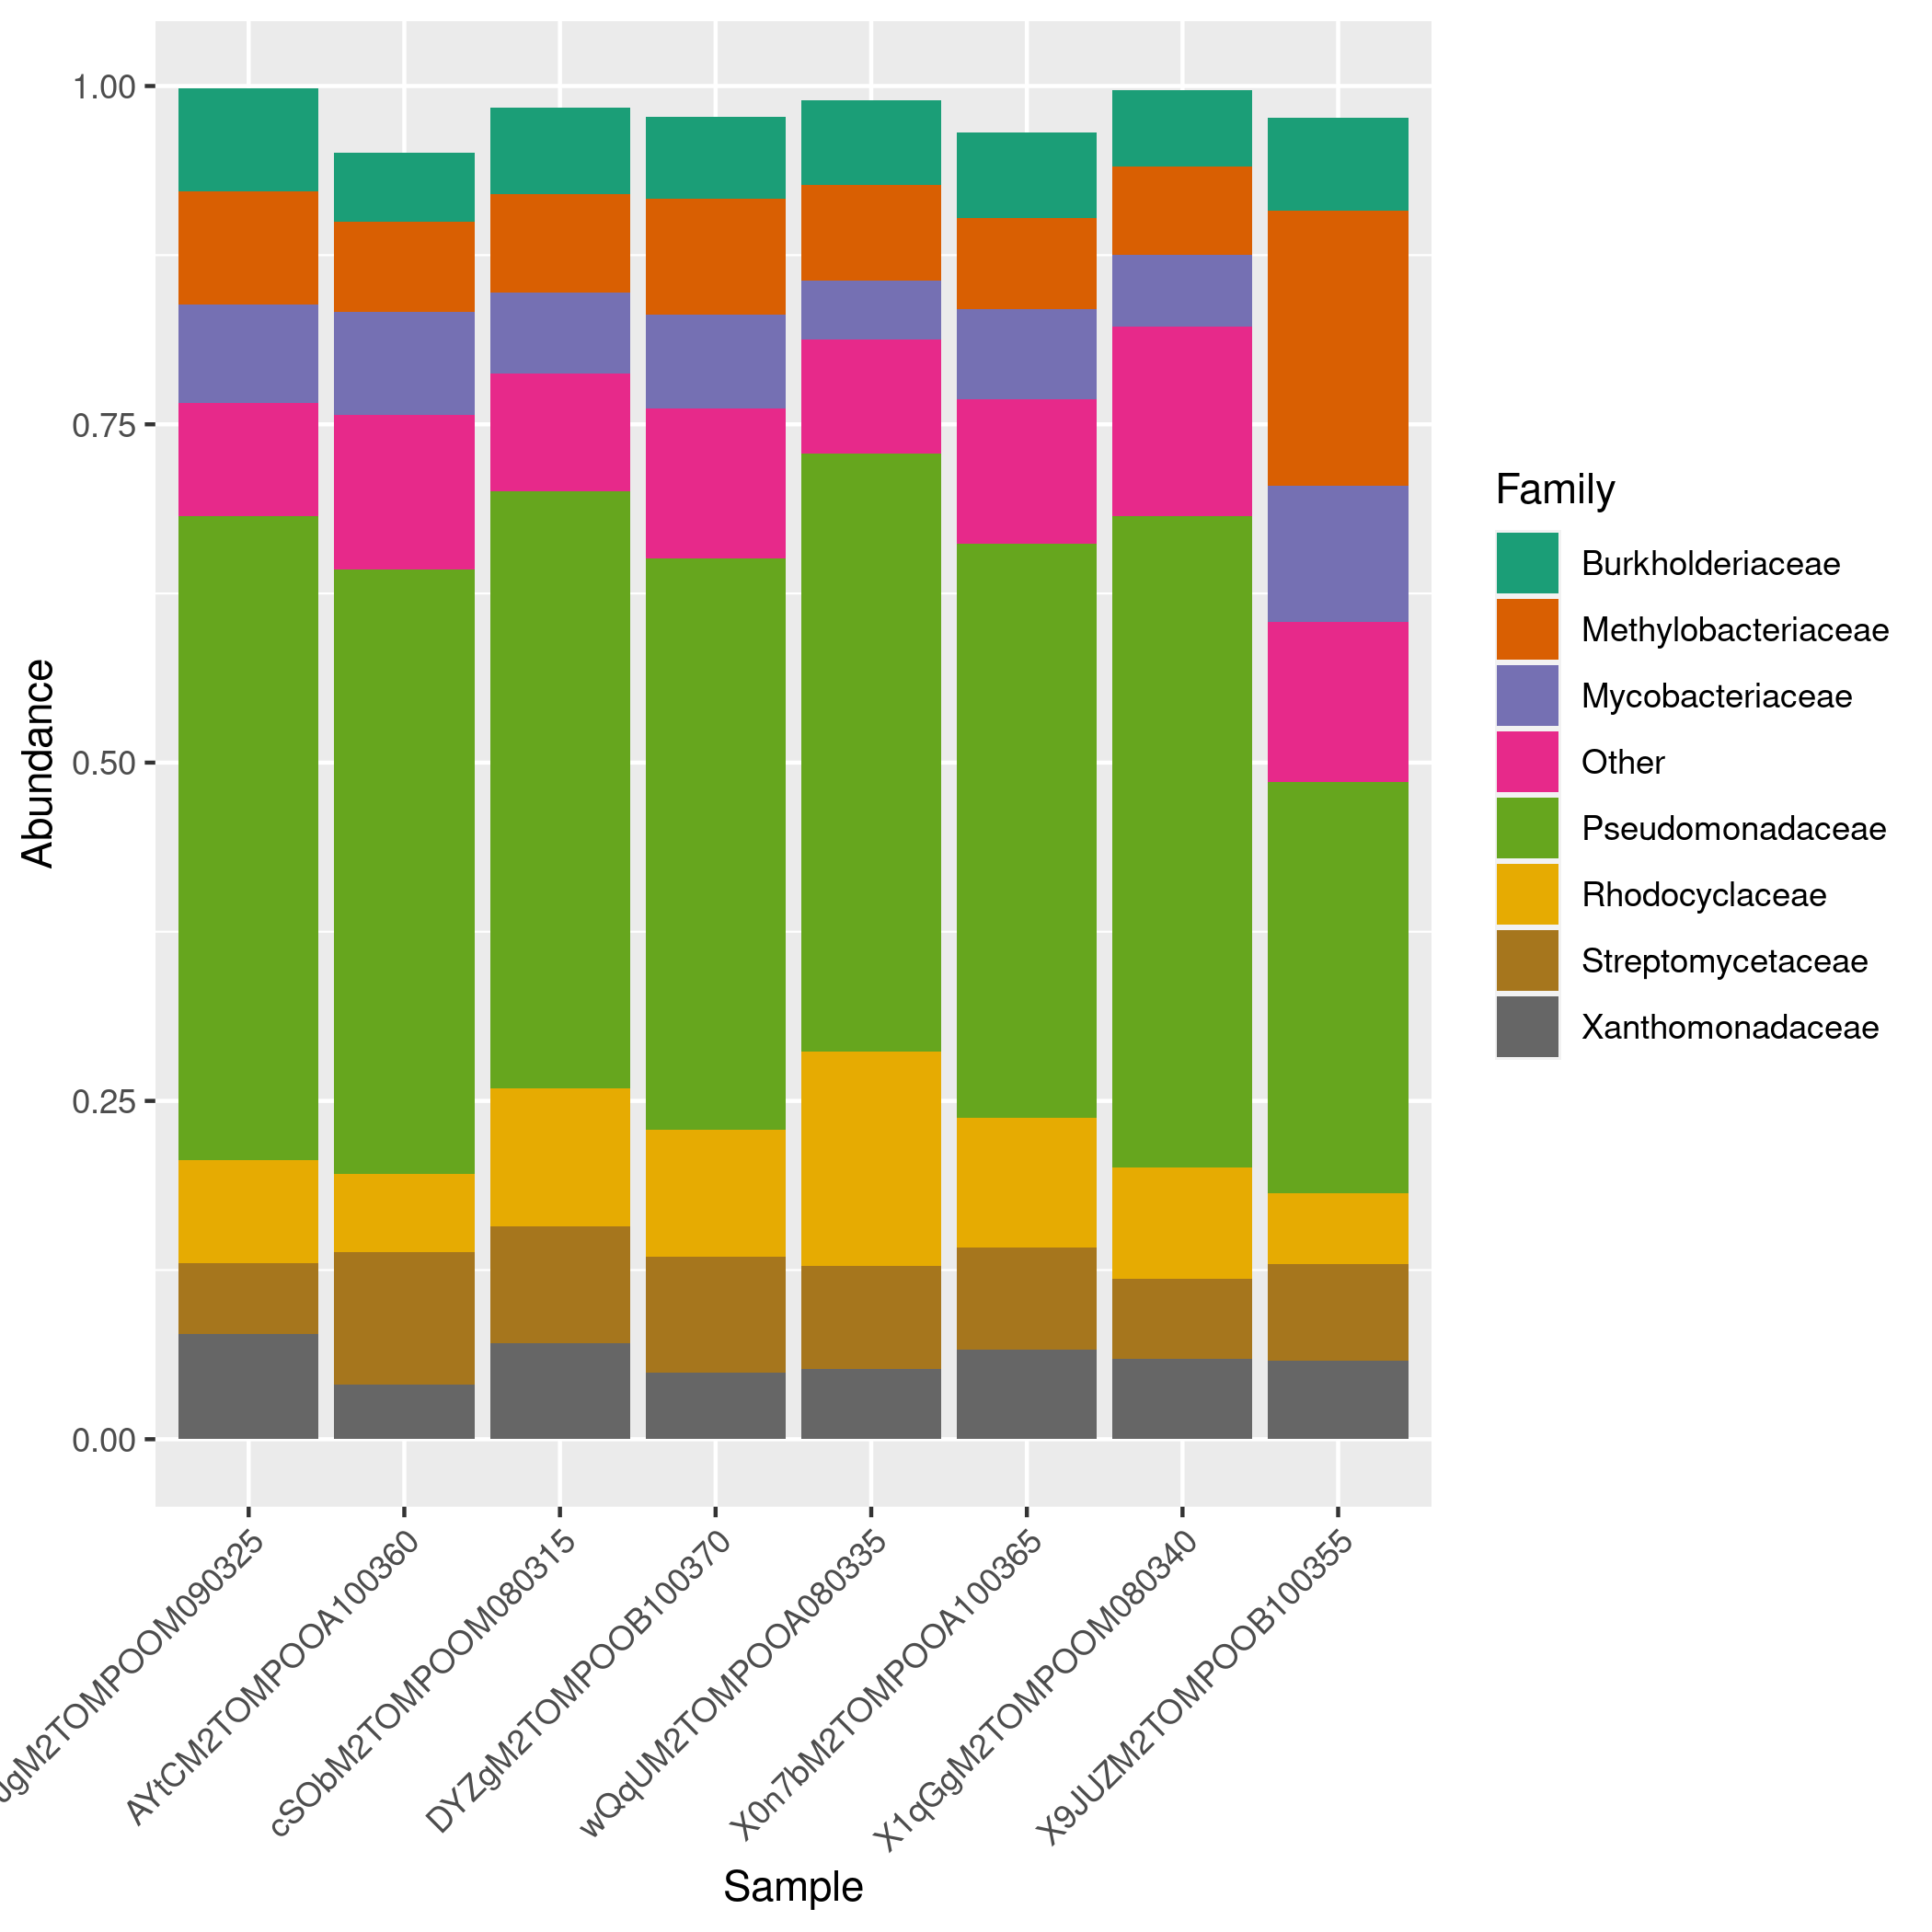 1.00
0.75
0.50
0.25
0.00
Abundance
AYtCM2TOMPOOA100360
cSObM2TOMPOOM080315
DYZgM2TOMPOOB100370
wQqUM2TOMPOOA080335
X0n7bM2TOMPOOA100365
X1qGgM2TOMPOOM080340
X9JUZM2TOMPOOB100355
Sample
Family
Burkholderiaceae
Methylobacteriaceae
Mycobacteriaceae
Other
Pseudomonadaceae
Rhodocyclaceae
Streptomycetaceae
Xanthomonadaceae